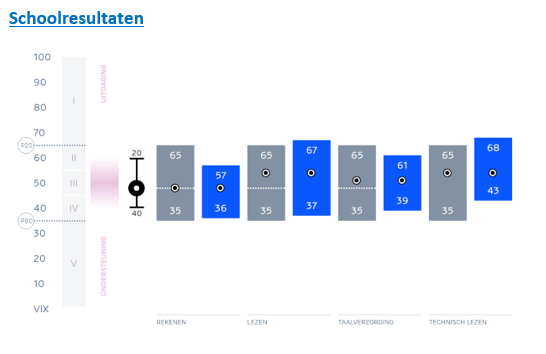 Schoolresultaten
100
90
80
70
60
50
40
30
20
10
VIX
P20
P80
I
II
III
IV
V
UITDAGING
ONDERSTEUNING
20
40
65
35
57
36
65
35
67
37
65
35
61
39
65
35
68
43
REKENEN
LEZEN
TAALVERZORGING
TECHNISCH LEZEN